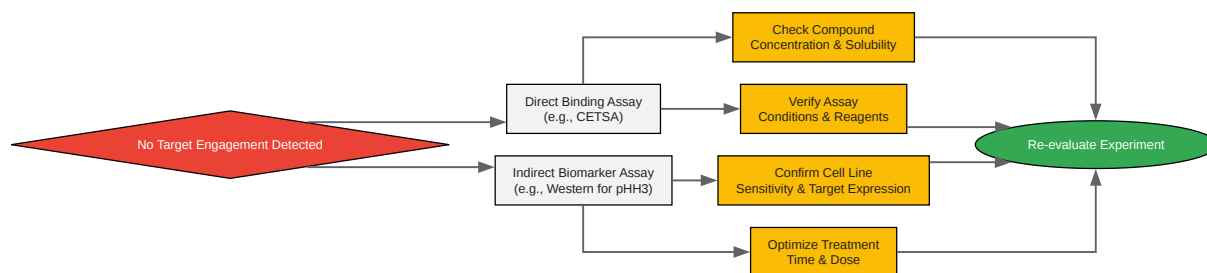 No Target Engagement Detected
Direct Binding Assay
(e.g., CETSA)
Indirect Biomarker Assay
(e.g., Western for pHH3)
Check Compound
Concentration & Solubility
Verify Assay
Conditions & Reagents
Confirm Cell Line
Sensitivity & Target Expression
Optimize Treatment
Time & Dose
Re-evaluate Experiment